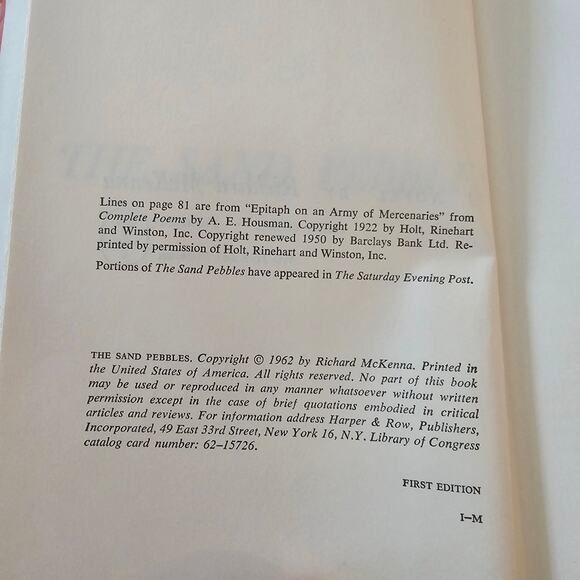 Lines on page 81 are from "Epitaph on an Army of Mercenaries" from
Complete Poems by A. E. Housman. Copyright 1922 by Holt, Rinehart
and Winston, Inc. Copyright renewed 1950 by Barclays Bank Ltd. Re-
printed by permission of Holt, Rinehart and Winston, Inc.
Portions of The Sand Pebbles have appeared in The Saturday Evening Post.
THE SAND PEBBLES. Copyright © 1962 by Richard McKenna. Printed in
the United States of America. All rights reserved. No part of this book
may be used or reproduced in any manner whatsoever without written
permission except in the case of brief quotations embodied in critical
articles and reviews. For information address Harper & Row, Publishers,
Incorporated, 49 East 33rd Street, New York 16, N.Y. Library of Congress
catalog card number: 62-15726.
FIRST EDITION
I-M